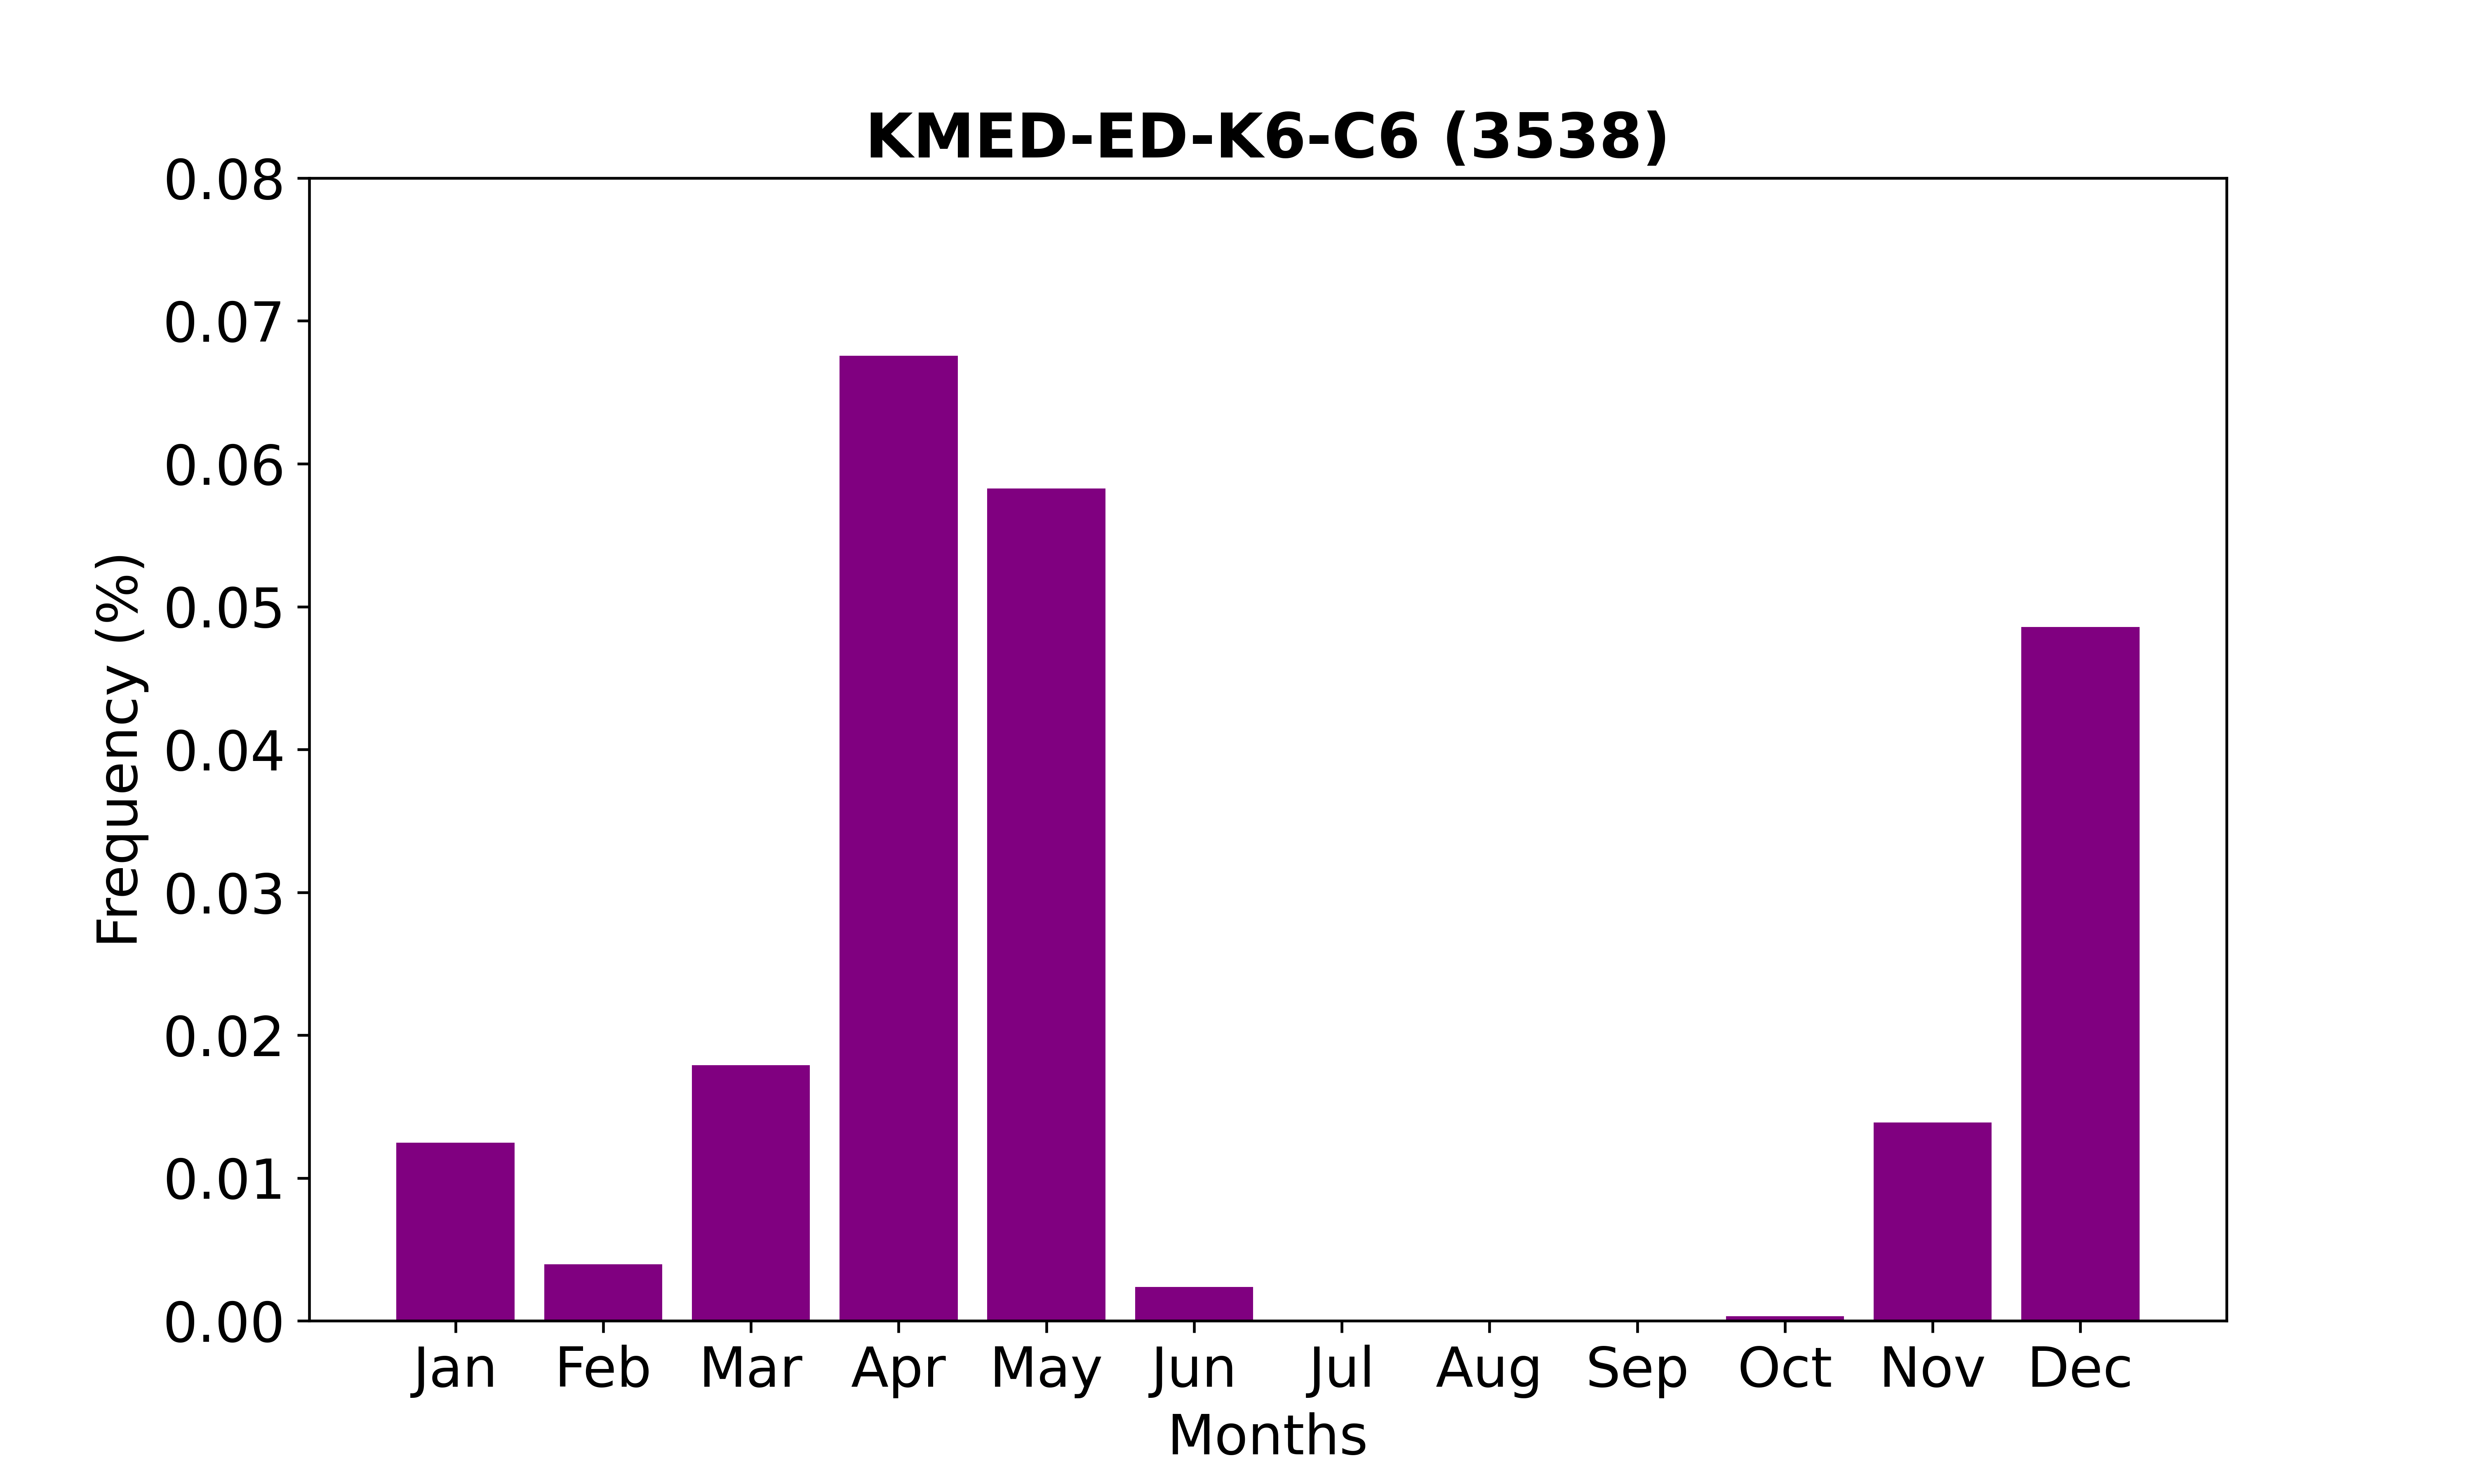 KMED-ED-K6-C6 (3538)
0.08
0.07
0.06
0.05
0.04
0.03
0.02
0.01
0.00
Frequency (%)
Jan Feb Mar Apr May Jun Jul Aug Sep Oct Nov Dec
Months